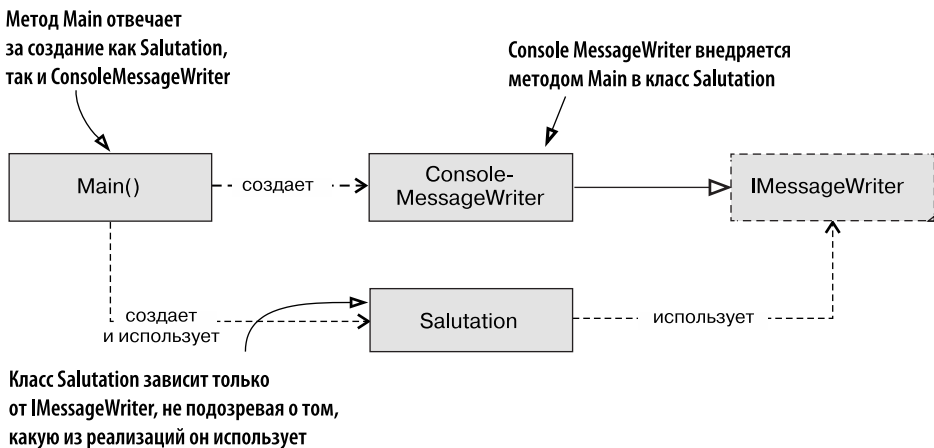 Метод Main отвечает
за создание как Salutation,
так и ConsoleMessageWriter
Console MessageWriter внедряется
методом Main в класс Salutation
Main()
создает
Console-
MessageWriter
IMessageWriter
создает
и использует
Salutation
использует
Класс Salutation зависит только
от IMessageWriter, не подозревая о том,
какую из реализаций он использует